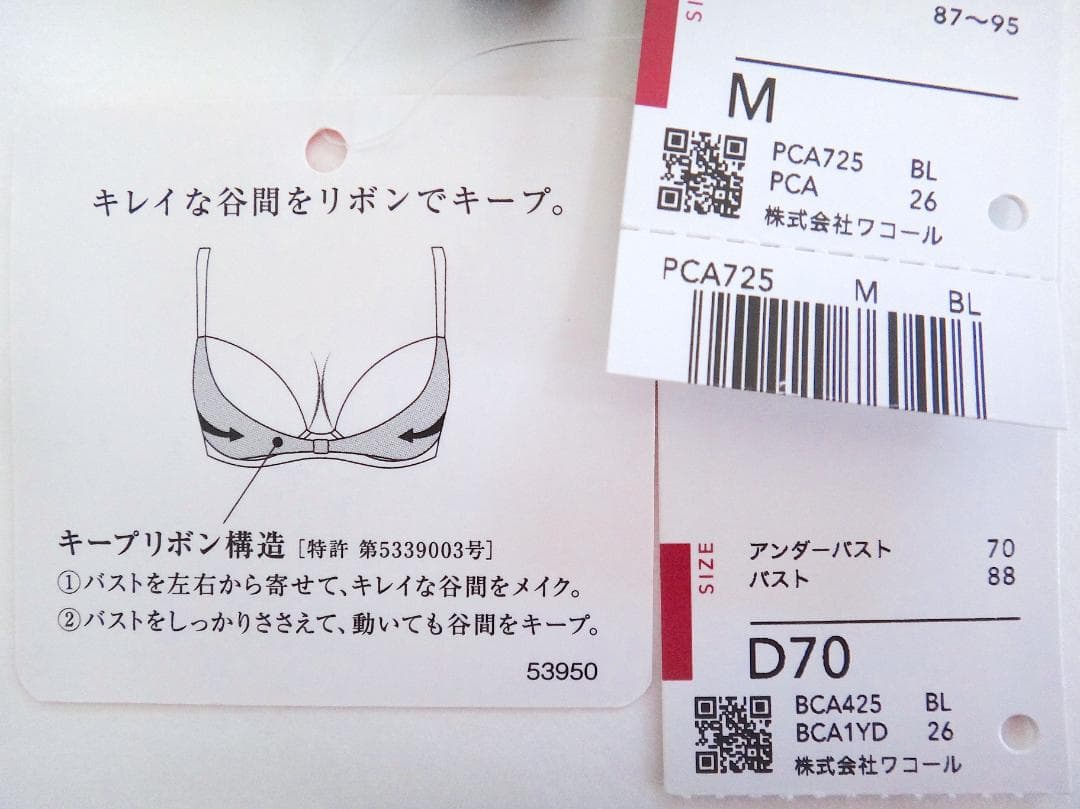 キレイな谷間をリボンでキープ。
キープリボン構造 [特許 第5339003号]
①バストを左右から寄せて、キレイな谷間をメイク。
②バストをしっかりささえて、動いても谷間をキープ。
53950
87〜95
M
PCA725 BL
PCA 26
株式会社ワコール
PCA725 M BL
SIZE
アンダーバスト 70
バスト 88
D70
BCA425 BL
BCA1YD 26
株式会社ワコール